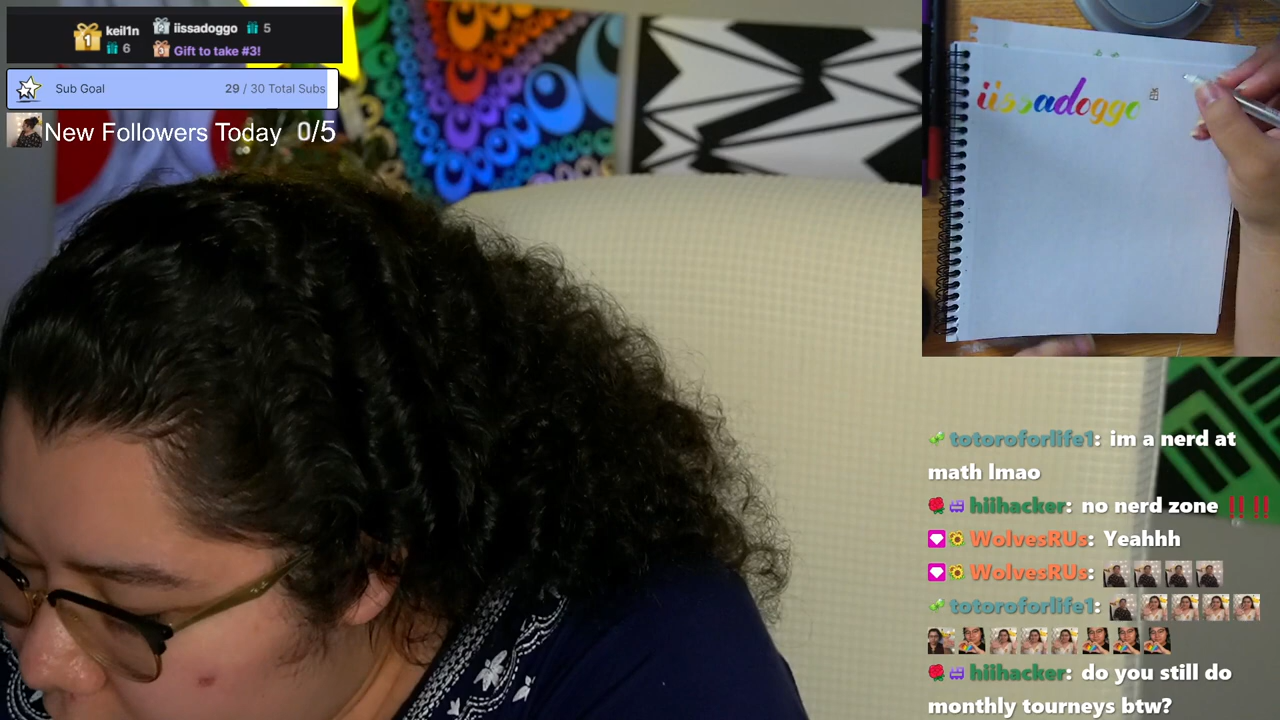 keil1n
6
iissadoggo 5
Gift to take #3!
Sub Goal 29 / 30 Total Subs
New Followers Today 0/5
iissadoggo
totoroforlife1: im a nerd at
math lmao
hiihacker: no nerd zone ‼️‼️
WolvesRUs: Yeahhh
WolvesRUs:
totoroforlife1:
hiihacker: do you still do
monthly tourneys btw?